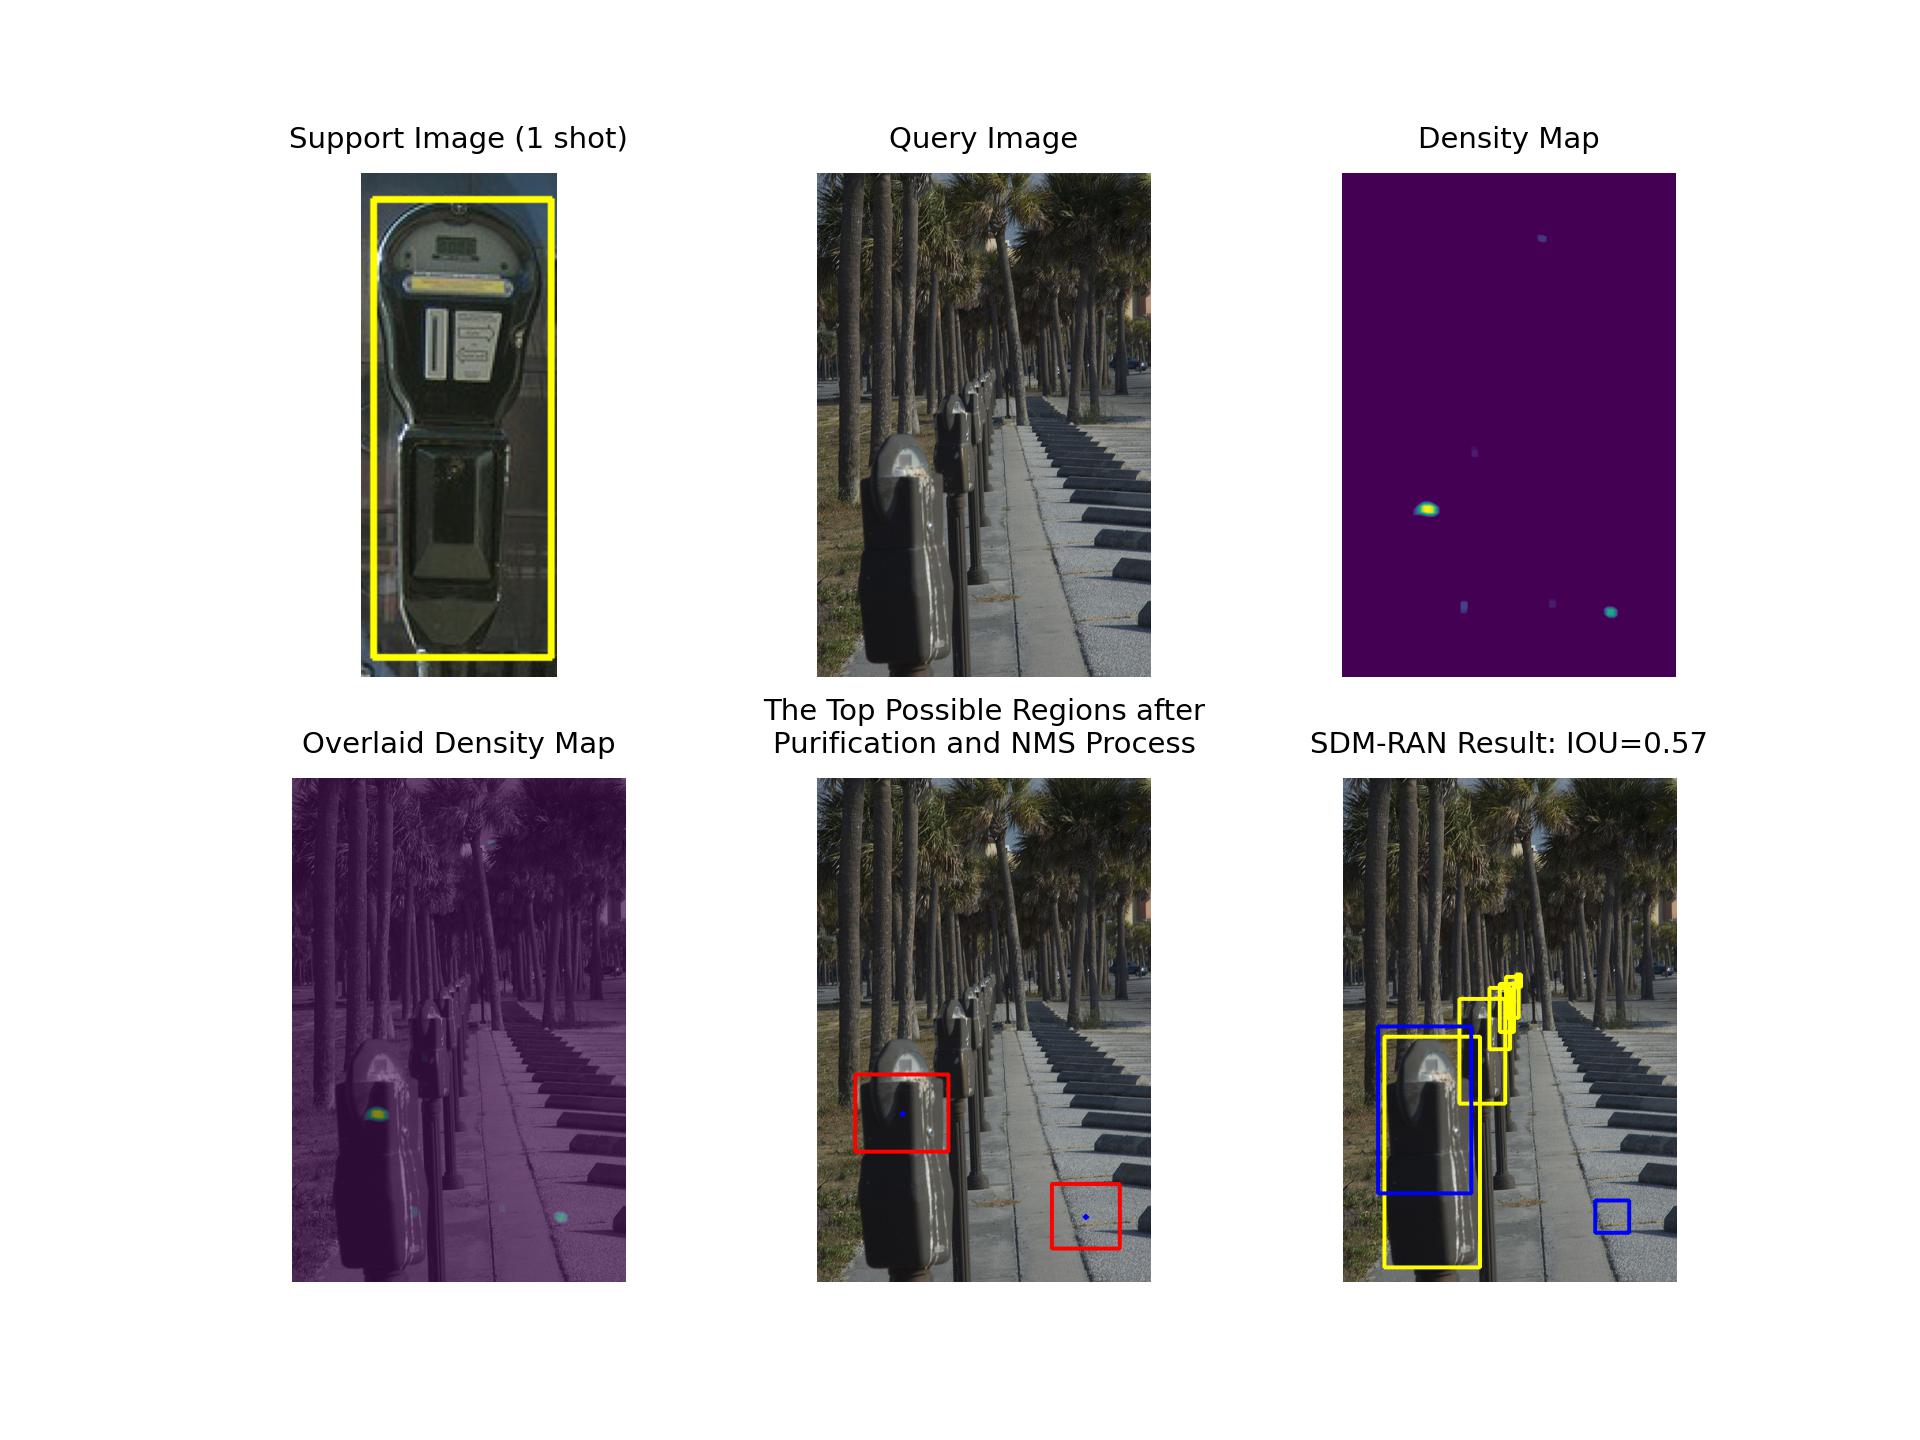 Support Image (1 shot)
Query Image
Density Map
Overlaid Density Map
The Top Possible Regions after
Purification and NMS Process
SDM-RAN Result: IOU=0.57